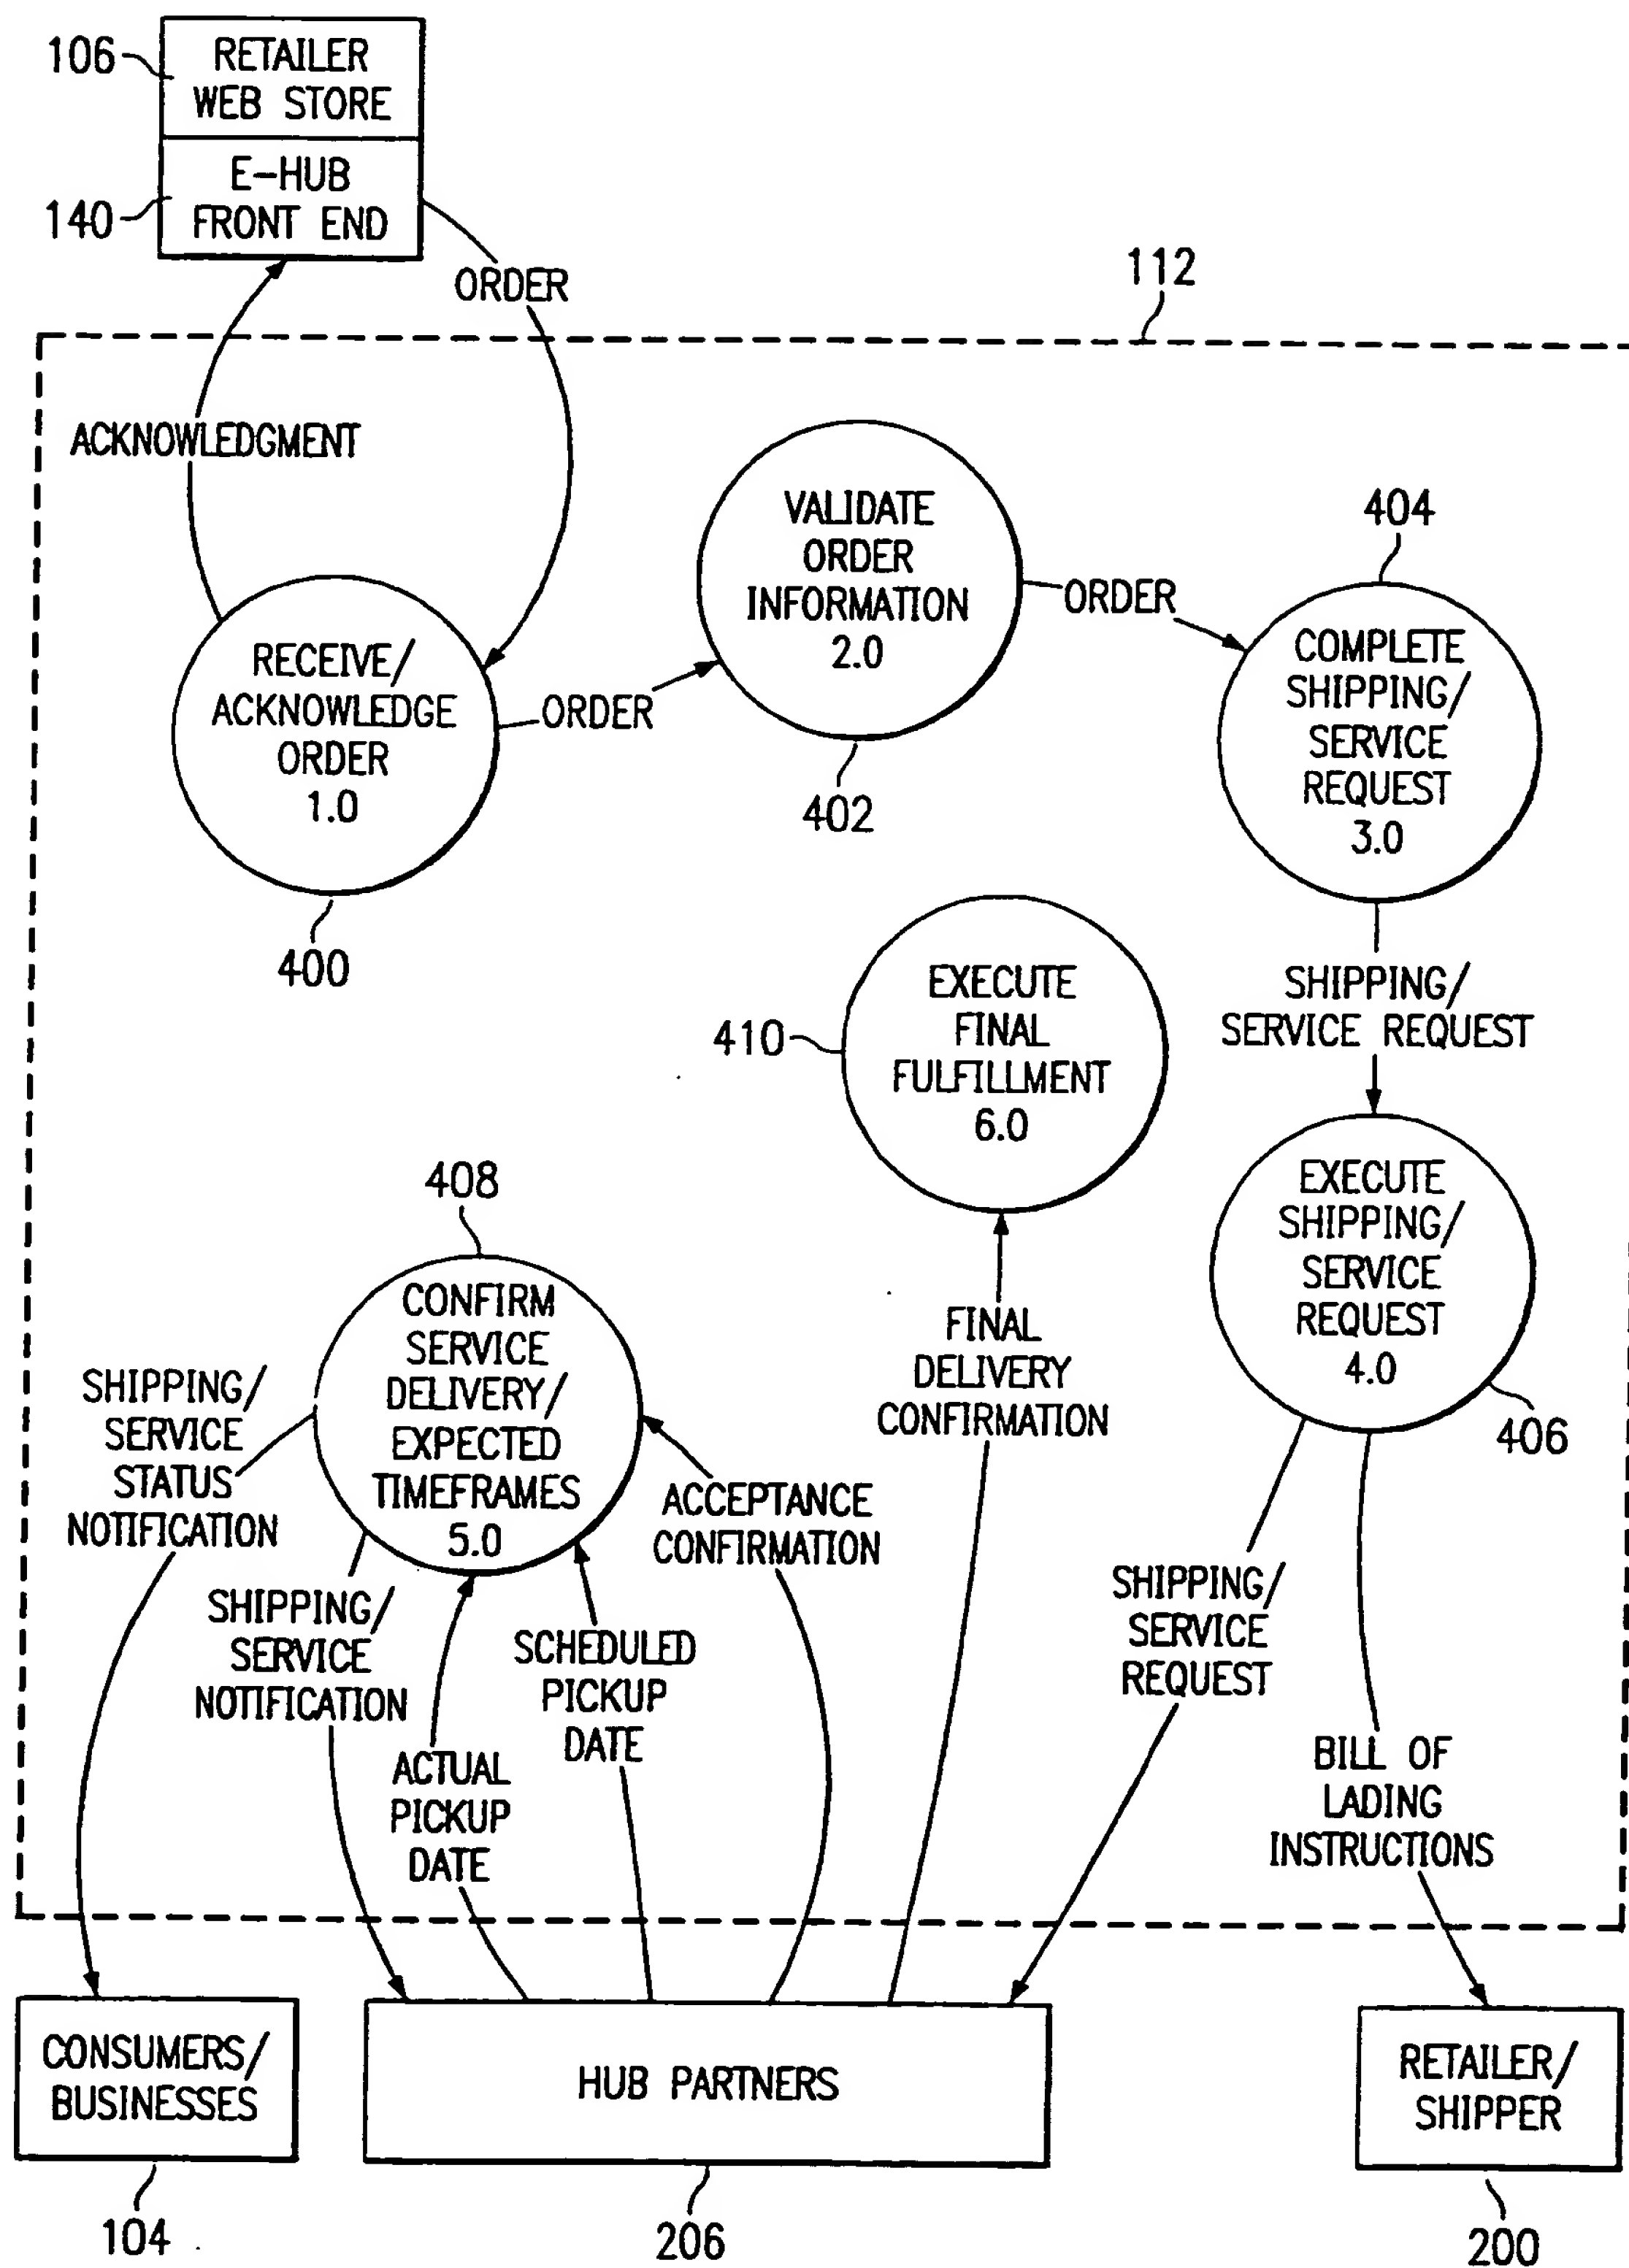 106
RETAILER
WEB STORE
140
E-HUB
FRONT END
ORDER
112
ACKNOWLEDGMENT
RECEIVE/
ACKNOWLEDGE
ORDER
1.0
400
ORDER
VALIDATE
ORDER
INFORMATION
2.0
402
ORDER
404
COMPLETE
SHIPPING/
SERVICE
REQUEST
3.0
SHIPPING/
SERVICE REQUEST
410
EXECUTE
FINAL
FULFILLMENT
6.0
EXECUTE
SHIPPING/
SERVICE
REQUEST
4.0
406
408
CONFIRM
SERVICE
DELIVERY/
EXPECTED
TIMEFRAMES
5.0
FINAL
DELIVERY
CONFIRMATION
SHIPPING/
SERVICE
STATUS
NOTIFICATION
SHIPPING/
SERVICE
NOTIFICATION
ACTUAL
PICKUP
DATE
SCHEDULED
PICKUP
DATE
ACCEPTANCE
CONFIRMATION
SHIPPING/
SERVICE
REQUEST
BILL OF
LADING
INSTRUCTIONS
CONSUMERS/
BUSINESSES
104
HUB PARTNERS
206
RETAILER/
SHIPPER
200